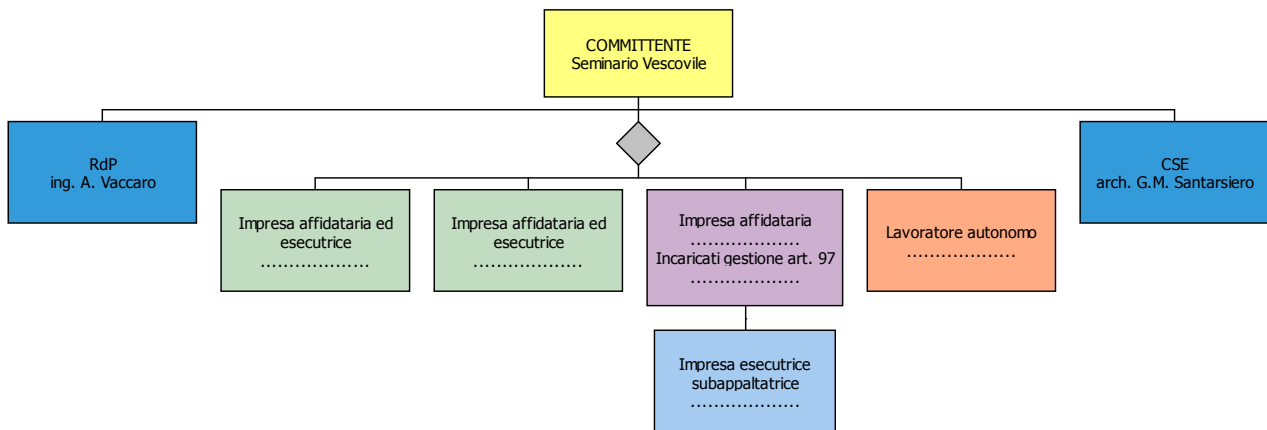 COMMITTENTE
Seminario Vescovile
RdP
ing. A. Vaccaro
CSE
arch. G.M. Santarsiero
Impresa affidataria ed
esecutrice
...................
Impresa affidataria ed
esecutrice
...................
Impresa affidataria
...................
Incaricati gestione art. 97
...................
Lavoratore autonomo
...................
Impresa esecutrice
subappaltatrice
...................